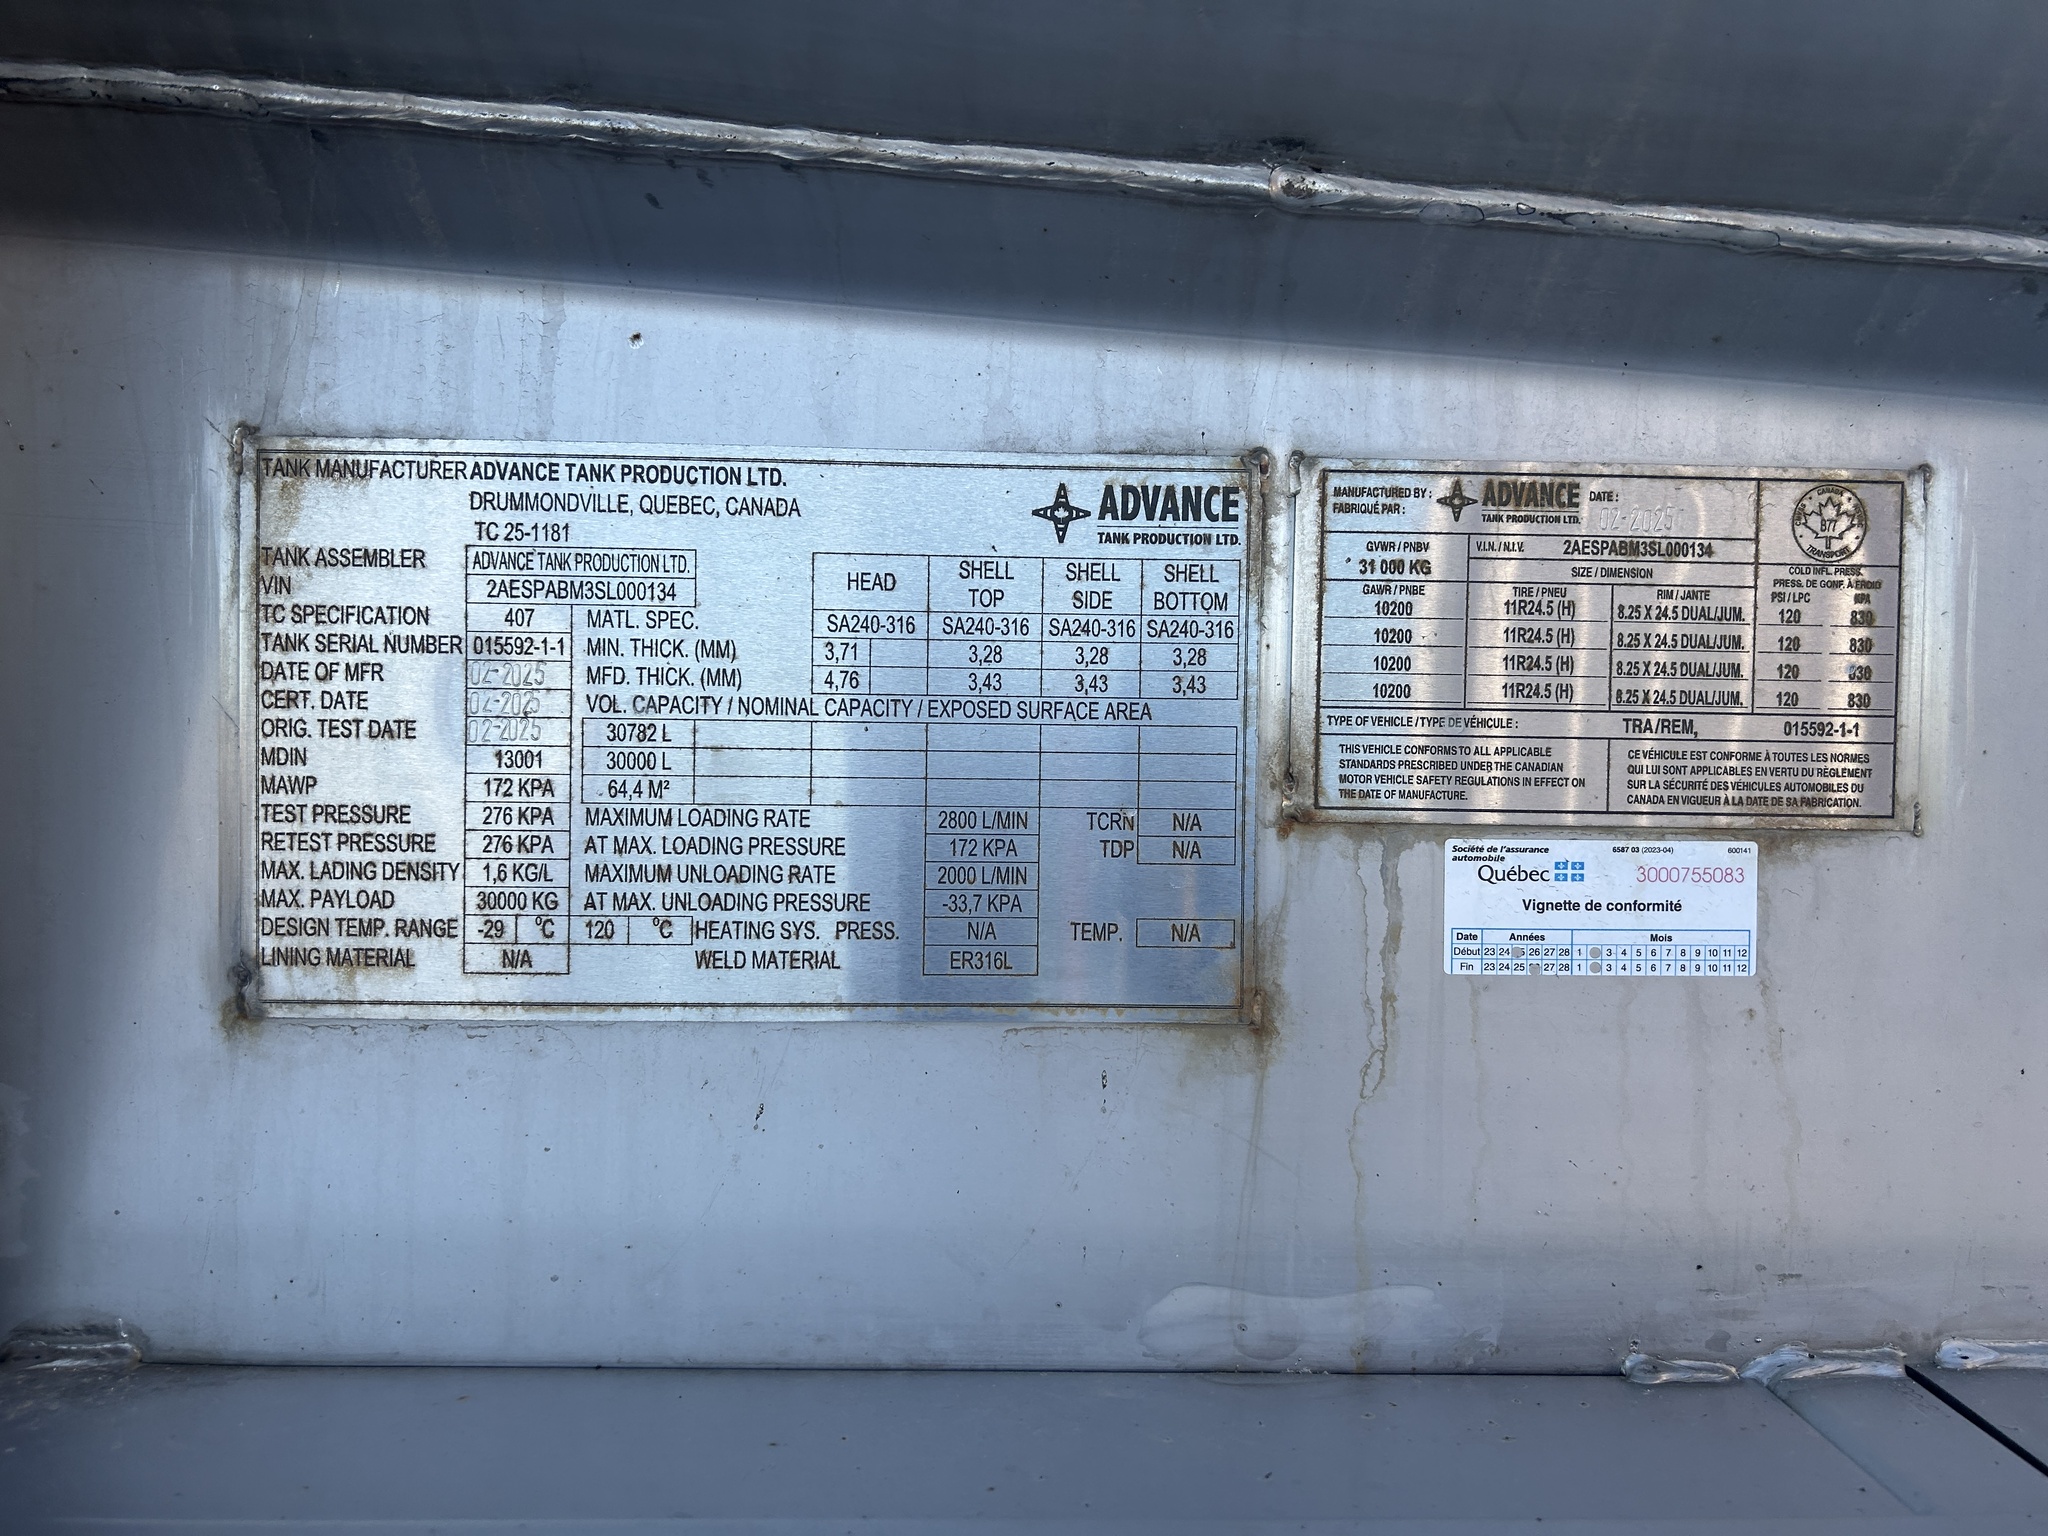 TANK MANUFACTURER ADVANCE TANK PRODUCTION LTD.
DRUMMONDVILLE, QUEBEC, CANADA
TC 25-1181
ADVANCE
TANK PRODUCTION LTD.
TANK ASSEMBLER ADVANCE TANK PRODUCTION LTD.
VIN 2AESPABM3SL000134
HEAD SHELL TOP SHELL SIDE SHELL BOTTOM
TC SPECIFICATION 407 MATL. SPEC. SA240-316 SA240-316 SA240-316 SA240-316
TANK SERIAL NUMBER 015592-1-1 MIN. THICK. (MM) 3,71 3,28 3,28 3,28
DATE OF MFR 02-2025 MFD. THICK. (MM) 4,76 3,43 3,43 3,43
CERT. DATE 02-2025 VOL. CAPACITY / NOMINAL CAPACITY / EXPOSED SURFACE AREA
ORIG. TEST DATE 02-2025 30782 L
MDIN 13001 30000 L
MAWP 172 KPA 64,4 M²
TEST PRESSURE 276 KPA MAXIMUM LOADING RATE 2800 L/MIN TCRN N/A
RETEST PRESSURE 276 KPA AT MAX. LOADING PRESSURE 172 KPA TDP N/A
MAX. LADING DENSITY 1,6 KG/L MAXIMUM UNLOADING RATE 2000 L/MIN
MAX. PAYLOAD 30000 KG AT MAX. UNLOADING PRESSURE -33,7 KPA
DESIGN TEMP. RANGE -29 °C 120 °C HEATING SYS. PRESS. N/A TEMP. N/A
LINING MATERIAL N/A WELD MATERIAL ER316L
MANUFACTURED BY :
FABRIQUÉ PAR :
ADVANCE
TANK PRODUCTION LTD.
DATE :
02-2025
CANADA
877
TRANSPORT
GVWR / PNBV V.I.N. / N.I.V. 2AESPABM3SL000134
31 000 KG SIZE / DIMENSION
COLD INFL. PRESS.
PRESS. DE GONF. À FROID
GAWR / PNBE TIRE / PNEU RIM / JANTE PSI / LPC KPA
10200 11R24.5 (H) 8.25 X 24.5 DUAL/JUM. 120 830
10200 11R24.5 (H) 8.25 X 24.5 DUAL/JUM. 120 830
10200 11R24.5 (H) 8.25 X 24.5 DUAL/JUM. 120 830
10200 11R24.5 (H) 8.25 X 24.5 DUAL/JUM. 120 830
TYPE OF VEHICLE / TYPE DE VÉHICULE : TRA/REM, 015592-1-1
THIS VEHICLE CONFORMS TO ALL APPLICABLE
STANDARDS PRESCRIBED UNDER THE CANADIAN
MOTOR VEHICLE SAFETY REGULATIONS IN EFFECT ON
THE DATE OF MANUFACTURE.
CE VÉHICULE EST CONFORME À TOUTES LES NORMES
QUI LUI SONT APPLICABLES EN VERTU DU RÈGLEMENT
SUR LA SÉCURITÉ DES VÉHICULES AUTOMOBILES DU
CANADA EN VIGUEUR À LA DATE DE SA FABRICATION.
Société de l'assurance
automobile
Québec
6587 03 (2023-04) 600141
3000755083
Vignette de conformité
Date Années Mois
Début 23 24 26 27 28 1 3 4 5 6 7 8 9 10 11 12
Fin 23 24 25 27 28 1 3 4 5 6 7 8 9 10 11 12